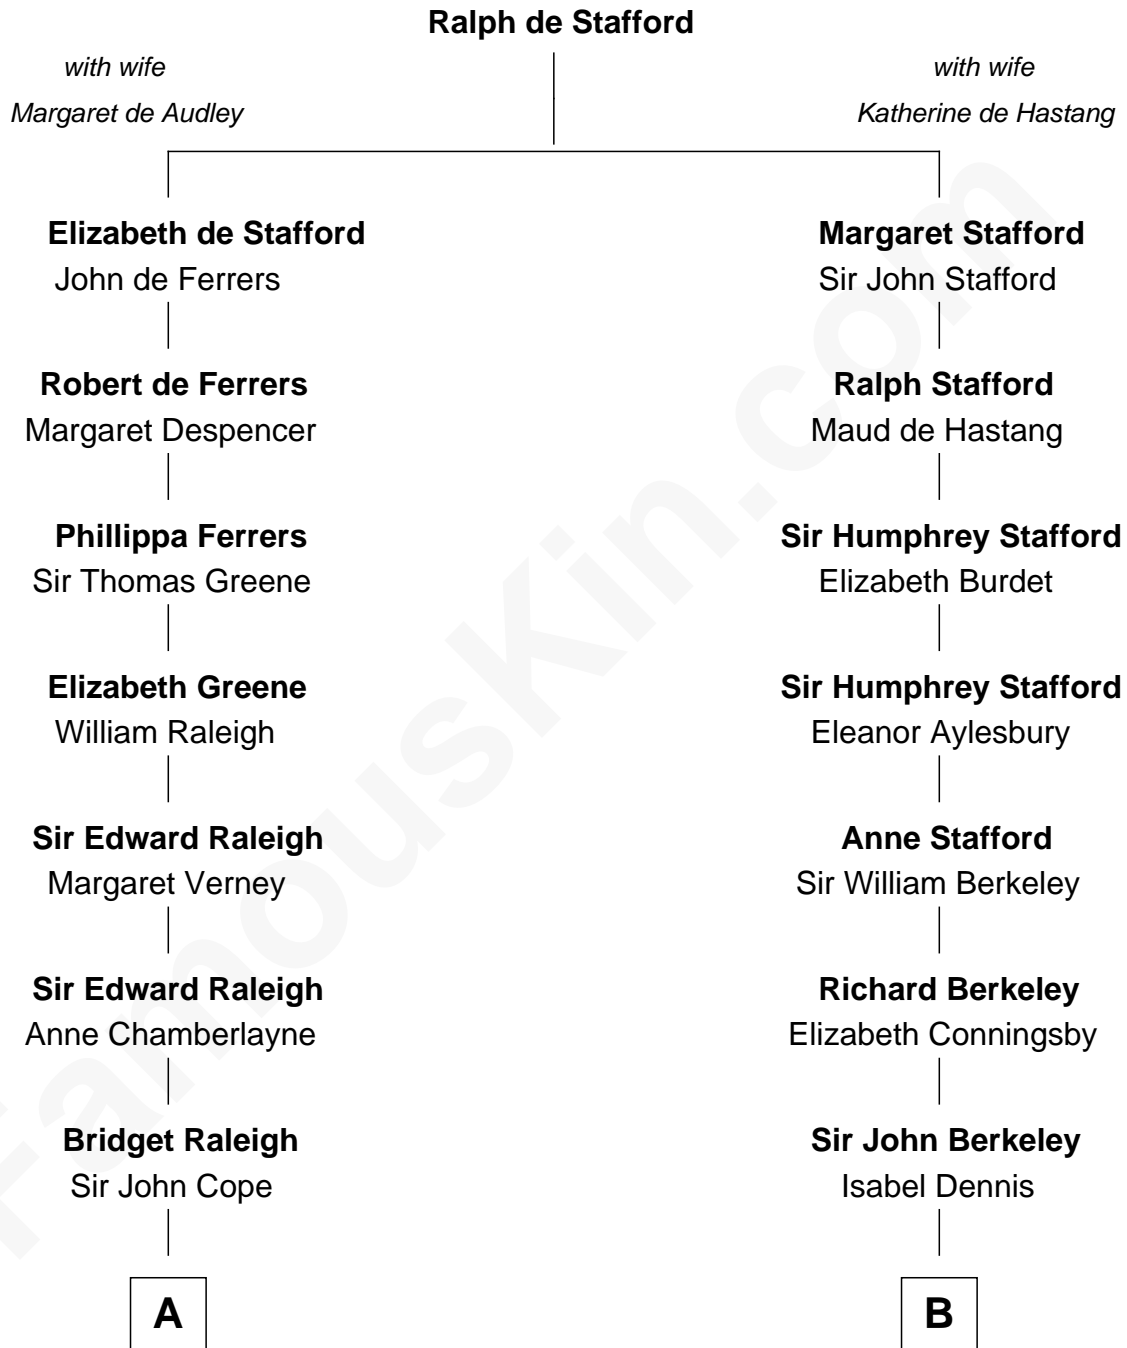 Ralph de Stafford
with wife
Margaret de Audley
with wife
Katherine de Hastang
Elizabeth de Stafford
John de Ferrers
Margaret Stafford
Sir John Stafford
Robert de Ferrers
Margaret Despencer
Ralph Stafford
Maud de Hastang
Phillippa Ferrers
Sir Thomas Greene
Sir Humphrey Stafford
Elizabeth Burdet
Elizabeth Greene
William Raleigh
Sir Humphrey Stafford
Eleanor Aylesbury
Sir Edward Raleigh
Margaret Verney
Anne Stafford
Sir William Berkeley
Sir Edward Raleigh
Anne Chamberlayne
Richard Berkeley
Elizabeth Conningsby
Bridget Raleigh
Sir John Cope
Sir John Berkeley
Isabel Dennis
A
B
FamousKin.com